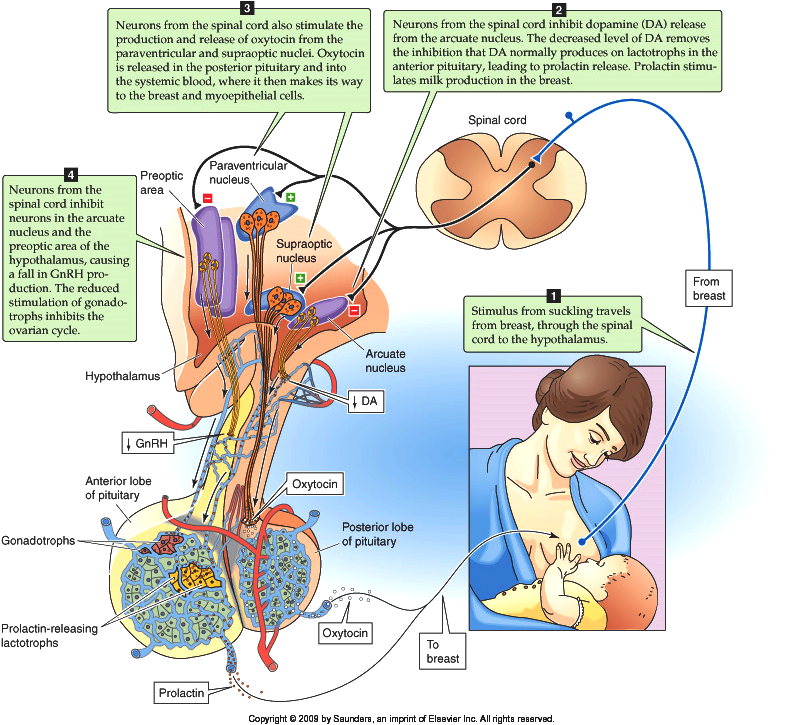 3
Neurons from the spinal cord also stimulate the
production and release of oxytocin from the
paraventricular and supraoptic nuclei. Oxytocin
is released in the posterior pituitary and into
the systemic blood, where it then makes its way
to the breast and myoepithelial cells.
2
Neurons from the spinal cord inhibit dopamine (DA) release
from the arcuate nucleus. The decreased level of DA removes
the inhibition that DA normally produces on lactotrophs in the
anterior pituitary, leading to prolactin release. Prolactin stimu-
lates milk production in the breast.
Spinal cord
4
Neurons from the
spinal cord inhibit
neurons in the arcuate
nucleus and the
preoptic area of the
hypothalamus, causing
a fall in GnRH pro-
duction. The reduced
stimulation of gonado-
trophs inhibits the
ovarian cycle.
Preoptic
area
Paraventricular
nucleus
−
+
Supraoptic
nucleus
+
−
From
breast
1
Stimulus from suckling travels
from breast, through the spinal
cord to the hypothalamus.
Arcuate
nucleus
Hypothalamus
↓ DA
↓ GnRH
Anterior lobe
of pituitary
Oxytocin
Posterior lobe
of pituitary
Gonadotrophs
Prolactin-releasing
lactotrophs
Oxytocin
To
breast
Prolactin
Copyright © 2009 by Saunders, an imprint of Elsevier Inc. All rights reserved.